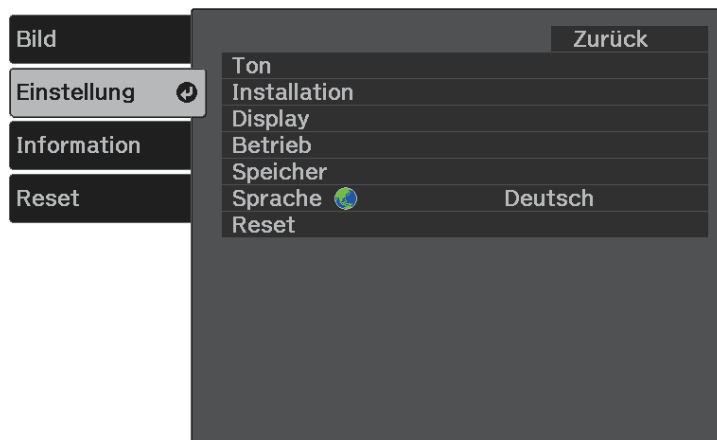 Bild
Einstellung
Information
Reset
Zurück
Ton
Installation
Display
Betrieb
Speicher
Sprache Deutsch
Reset